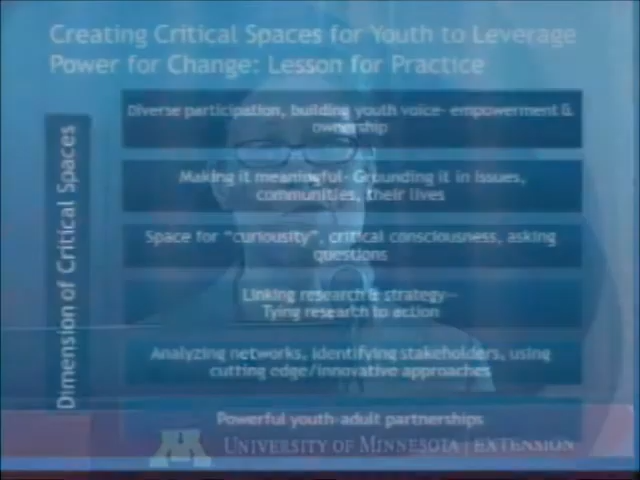 Creating Critical Spaces for Youth to Leverage
Power for Change: Lesson for Practice
Dimension of Critical Spaces
Diverse participation, building youth voice- empowerment &
ownership
Making it meaningful- Grounding it in issues,
communities, their lives
Space for "curiousity", critical consciousness, asking
questions
Linking research & strategy—
Tying research to action
Analyzing networks, identifying stakeholders, using
cutting edge/innovative approaches
Powerful youth-adult partnerships
UNIVERSITY OF MINNESOTA | EXTENSION